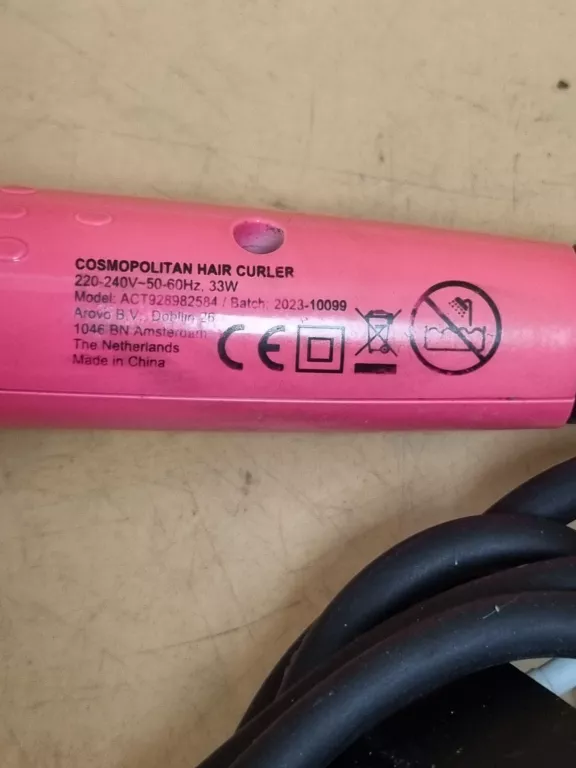 COSMOPOLITAN HAIR CURLER
220-240V~50-60Hz, 33W
Model: ACT928982584 / Batch: 2023-10099
Arovo B.V., 26
1046 BN Amsterdam
The Netherlands
Made in China
CE